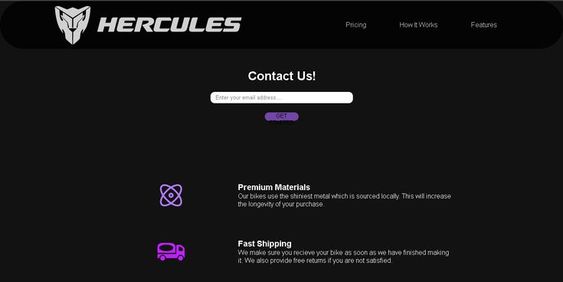 HERCULES
Pricing
How It Works
Features
Contact Us!
Enter your email address ...
GET
Premium Materials
Our bikes use the shiniest metal which is sourced locally. This will increase
the longevity of your purchase.
Fast Shipping
We make sure you recieve your bike as soon as we have finished making
it. We also provide free returns if you are not satisfied.